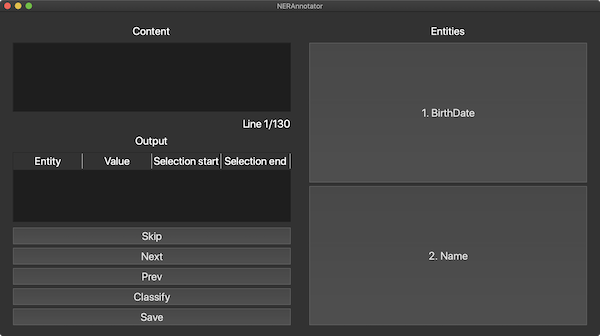 NERAnnotator
Content
Line 1/130
Output
Entity Value Selection start Selection end
Skip
Next
Prev
Classify
Save
Entities
1. BirthDate
2. Name